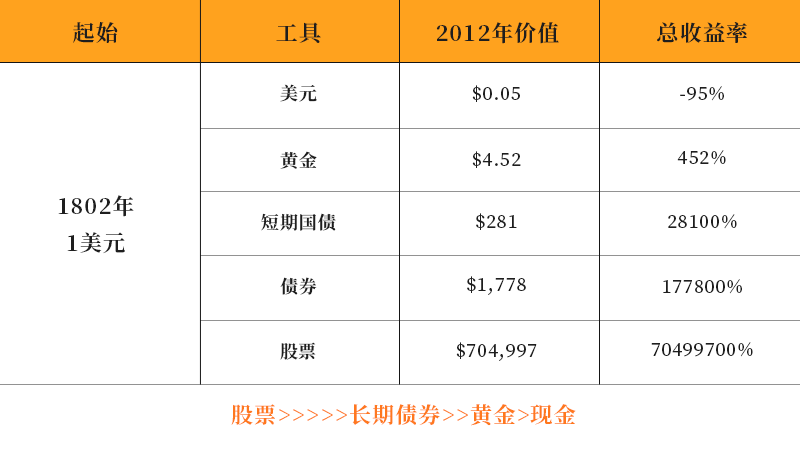 起始 工具 2012年价值 总收益率
美元 $0.05 -95%
黄金 $4.52 452%
1802年
1美元
短期国债 $281 28100%
债券 $1,778 177800%
股票 $704,997 70499700%
股票>>>>>长期债券>>黄金>现金